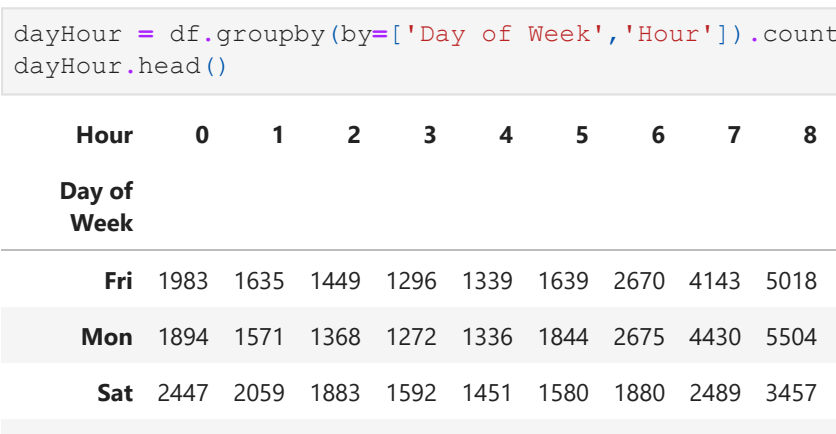 dayHour = df.groupby(by=['Day of Week','Hour']).count
dayHour.head()
Hour 0 1 2 3 4 5 6 7 8
Day of
Week
Fri 1983 1635 1449 1296 1339 1639 2670 4143 5018
Mon 1894 1571 1368 1272 1336 1844 2675 4430 5504
Sat 2447 2059 1883 1592 1451 1580 1880 2489 3457